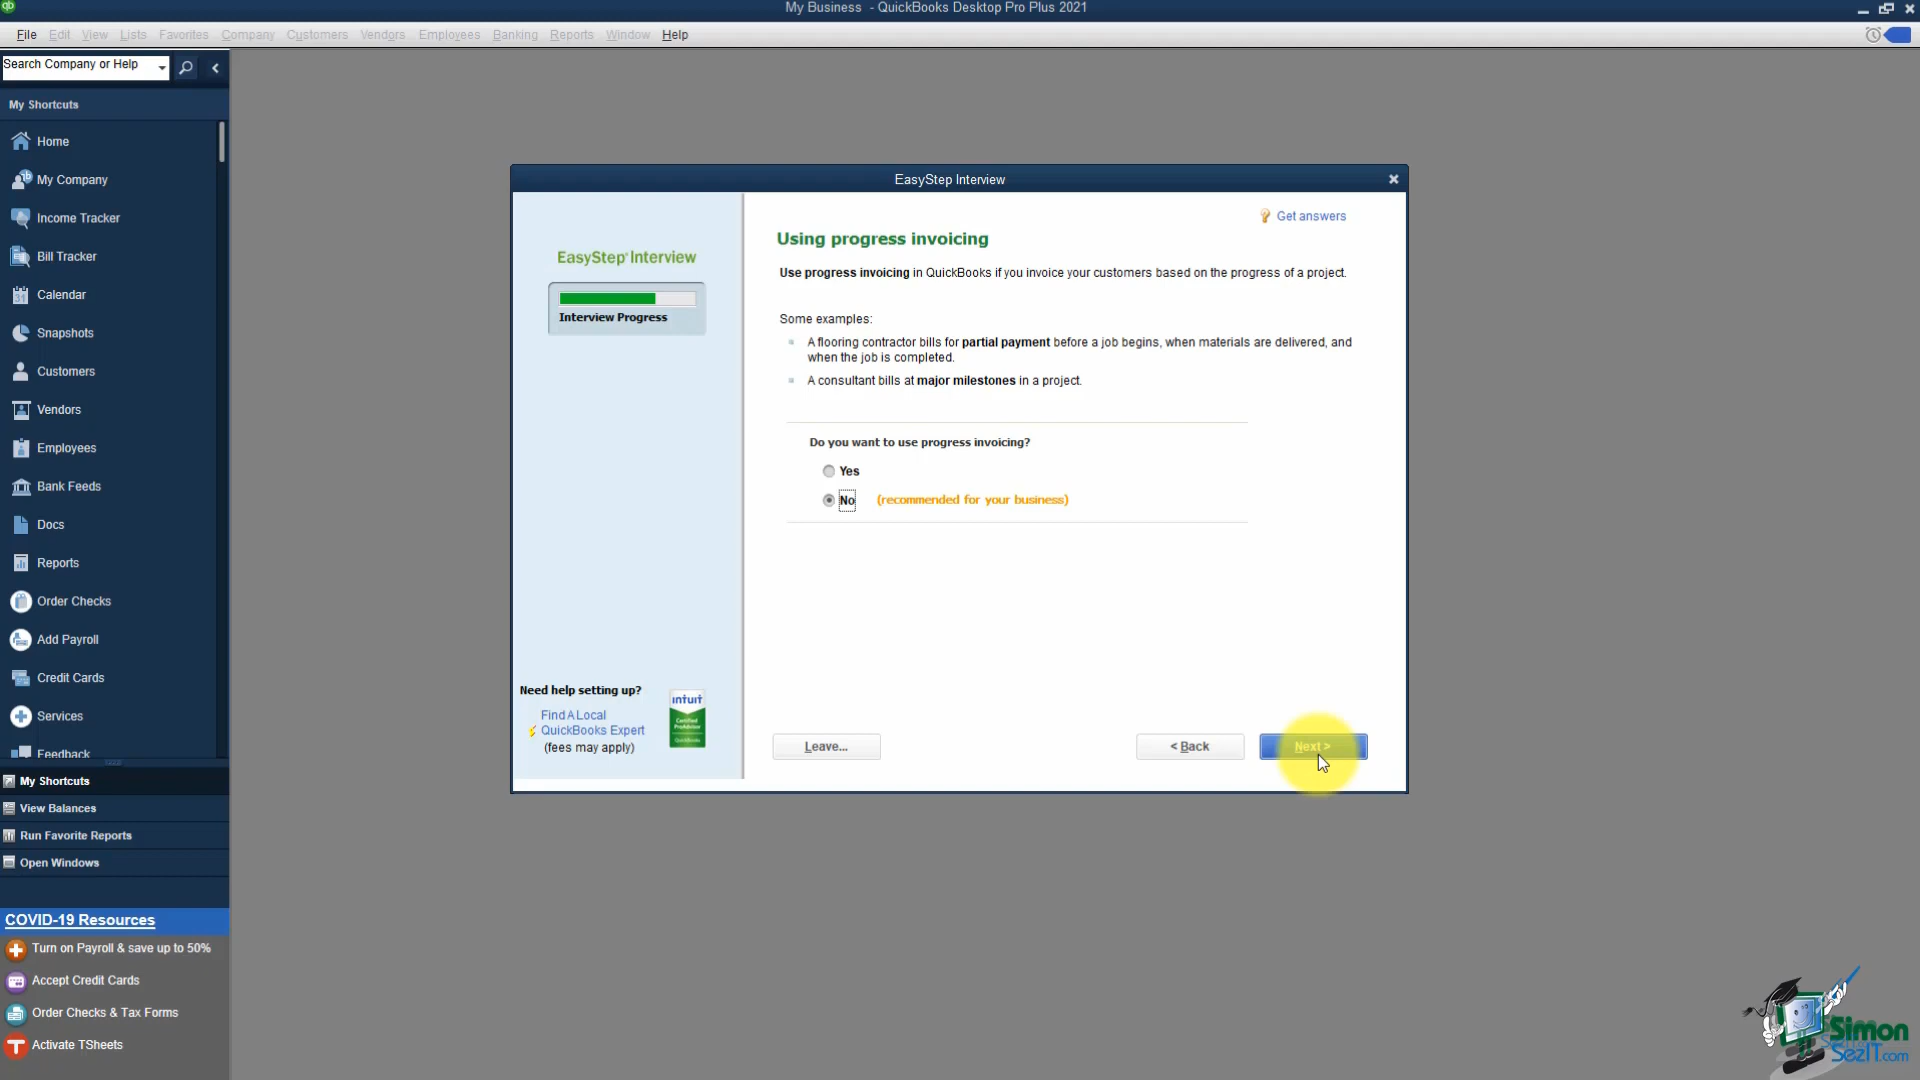 My Business - QuickBooks Desktop Pro Plus 2021
File Edit View Lists Favorites Company Customers Vendors Employees Banking Reports Window Help
Search Company or Help
My Shortcuts
Home
My Company
Income Tracker
Bill Tracker
Calendar
Snapshots
Customers
Vendors
Employees
Bank Feeds
Docs
Reports
Order Checks
Add Payroll
Credit Cards
Services
Feedback
My Shortcuts
View Balances
Run Favorite Reports
Open Windows
COVID-19 Resources
Turn on Payroll & save up to 50%
Accept Credit Cards
Order Checks & Tax Forms
Activate TSheets
EasyStep Interview
EasyStep® Interview
Interview Progress
Need help setting up?
Find A Local
QuickBooks Expert
(fees may apply)
intuit
Certified
ProAdvisor
QuickBooks
Get answers
Using progress invoicing
Use progress invoicing in QuickBooks if you invoice your customers based on the progress of a project.
Some examples:
A flooring contractor bills for partial payment before a job begins, when materials are delivered, and
when the job is completed.
A consultant bills at major milestones in a project.
Do you want to use progress invoicing?
Yes
No (recommended for your business)
Leave...
< Back
Next >
Simon
SezIT.com